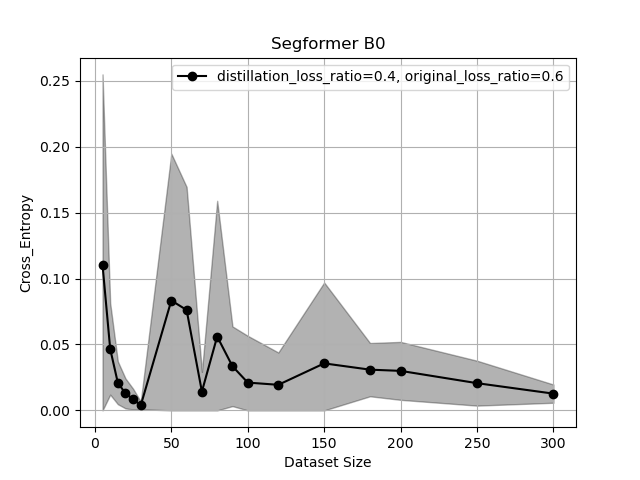 Segformer B0
distillation_loss_ratio=0.4, original_loss_ratio=0.6
Cross_Entropy
0.25
0.20
0.15
0.10
0.05
0.00
0 50 100 150 200 250 300
Dataset Size